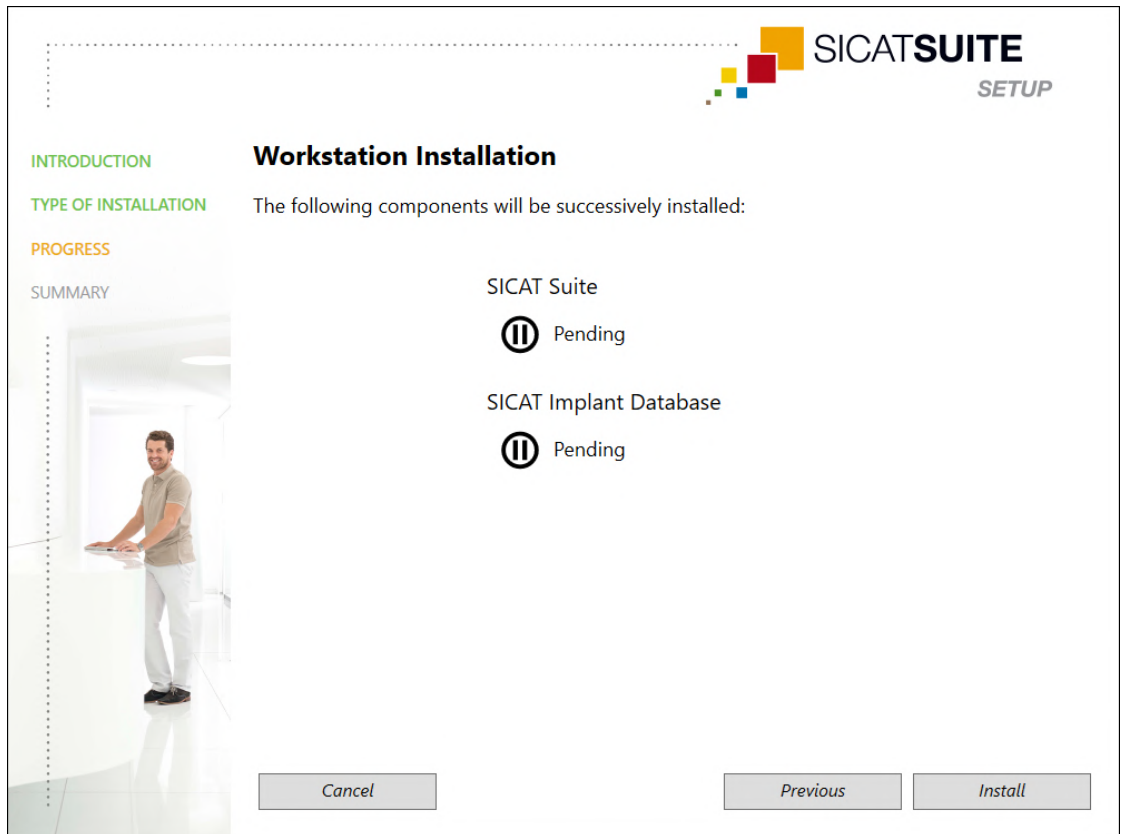 SICATSUITE
SETUP
INTRODUCTION
TYPE OF INSTALLATION
PROGRESS
SUMMARY
Workstation Installation
The following components will be successively installed:
SICAT Suite
Pending
SICAT Implant Database
Pending
Cancel
Previous
Install